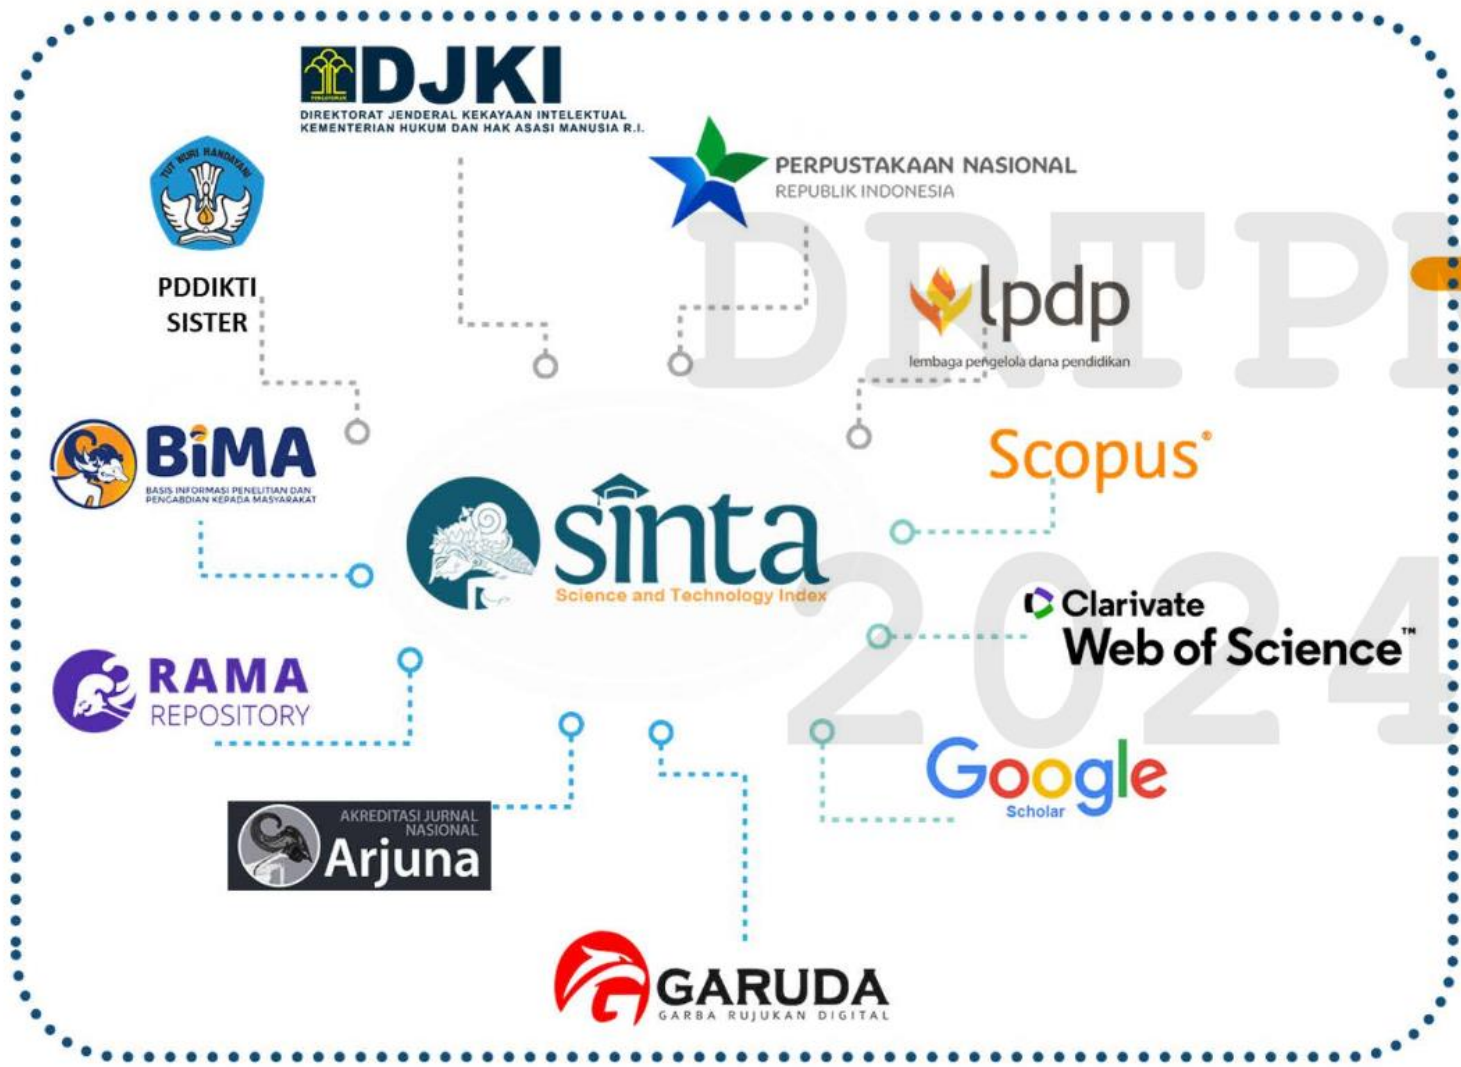 DJKI
DIREKTORAT JENDERAL KEKAYAAN INTELEKTUAL
KEMENTERIAN HUKUM DAN HAK ASASI MANUSIA R.I.
TUT WURI HANDAYANI
PERPUSTAKAAN NASIONAL
REPUBLIK INDONESIA
PDDIKTI
SISTER
lpdp
lembaga pengelola dana pendidikan
DRTPM
BiMA
BASIS INFORMASI PENELITIAN DAN
PENGABDIAN KEPADA MASYARAKAT
Scopus®
sinta
Science and Technology Index
Clarivate
Web of Science™
2024
RAMA
REPOSITORY
Google
Scholar
AKREDITASI JURNAL
NASIONAL
Arjuna
GARUDA
GARBA RUJUKAN DIGITAL